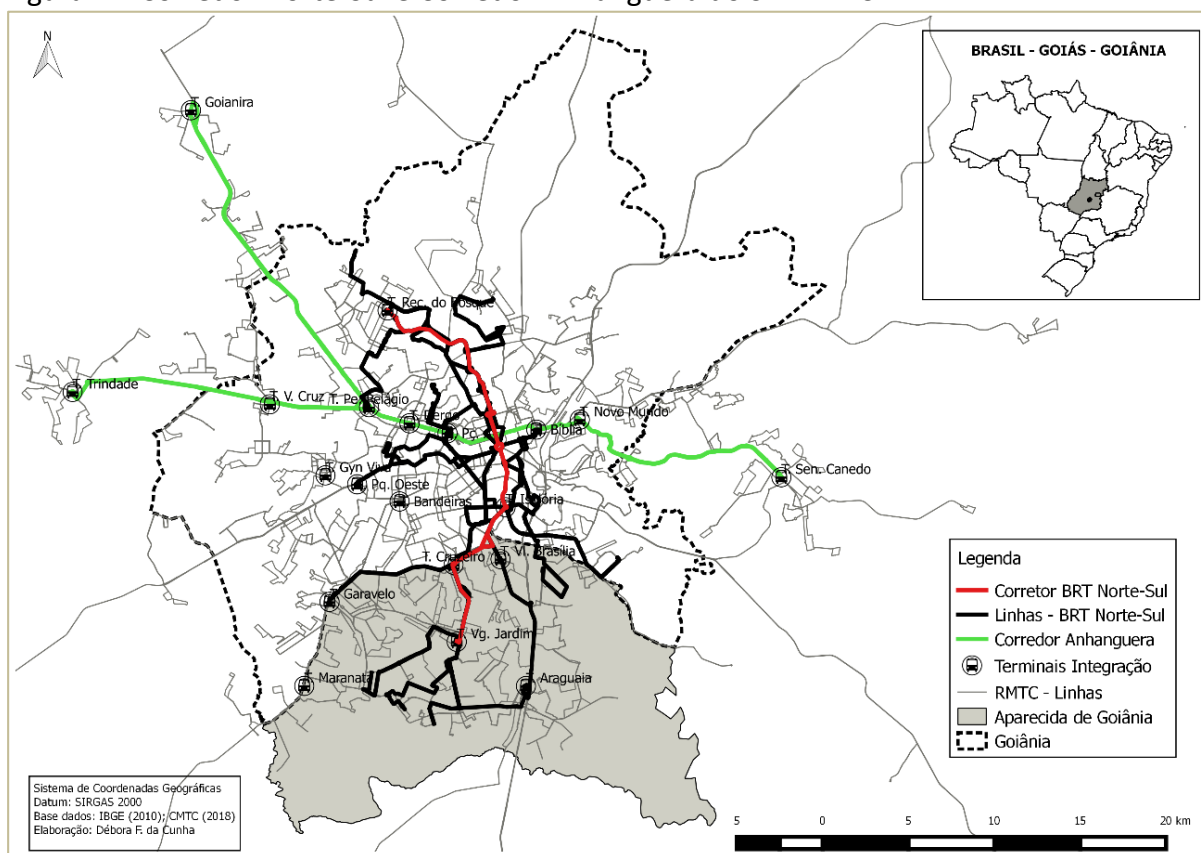 N
BRASIL - GOIÁS - GOIÂNIA
T. Goianira
T. Rec. do Bosque
T. Trindade
T. V. Cruz
T. Pe Pelágio
T.
T. Novo Mundo
T. Bíblia
T. Sen. Canedo
T. Gyn Viva
Pq. Oeste
T. Bandeiras
T. Isidória
T. Cruzeiro
T. Vl. Brasília
T. Garavelo
T. Vg. Jardim
T. Maranata
T. Araguaia
Legenda
Corretor BRT Norte-Sul
Linhas - BRT Norte-Sul
Corredor Anhanguera
Terminais Integração
RMTC - Linhas
Aparecida de Goiânia
Goiânia
Sistema de Coordenadas Geográficas
Datum: SIRGAS 2000
Base dados: IBGE (2010); CMTC (2018)
Elaboração: Débora F. da Cunha
5 0 5 10 15 20 km